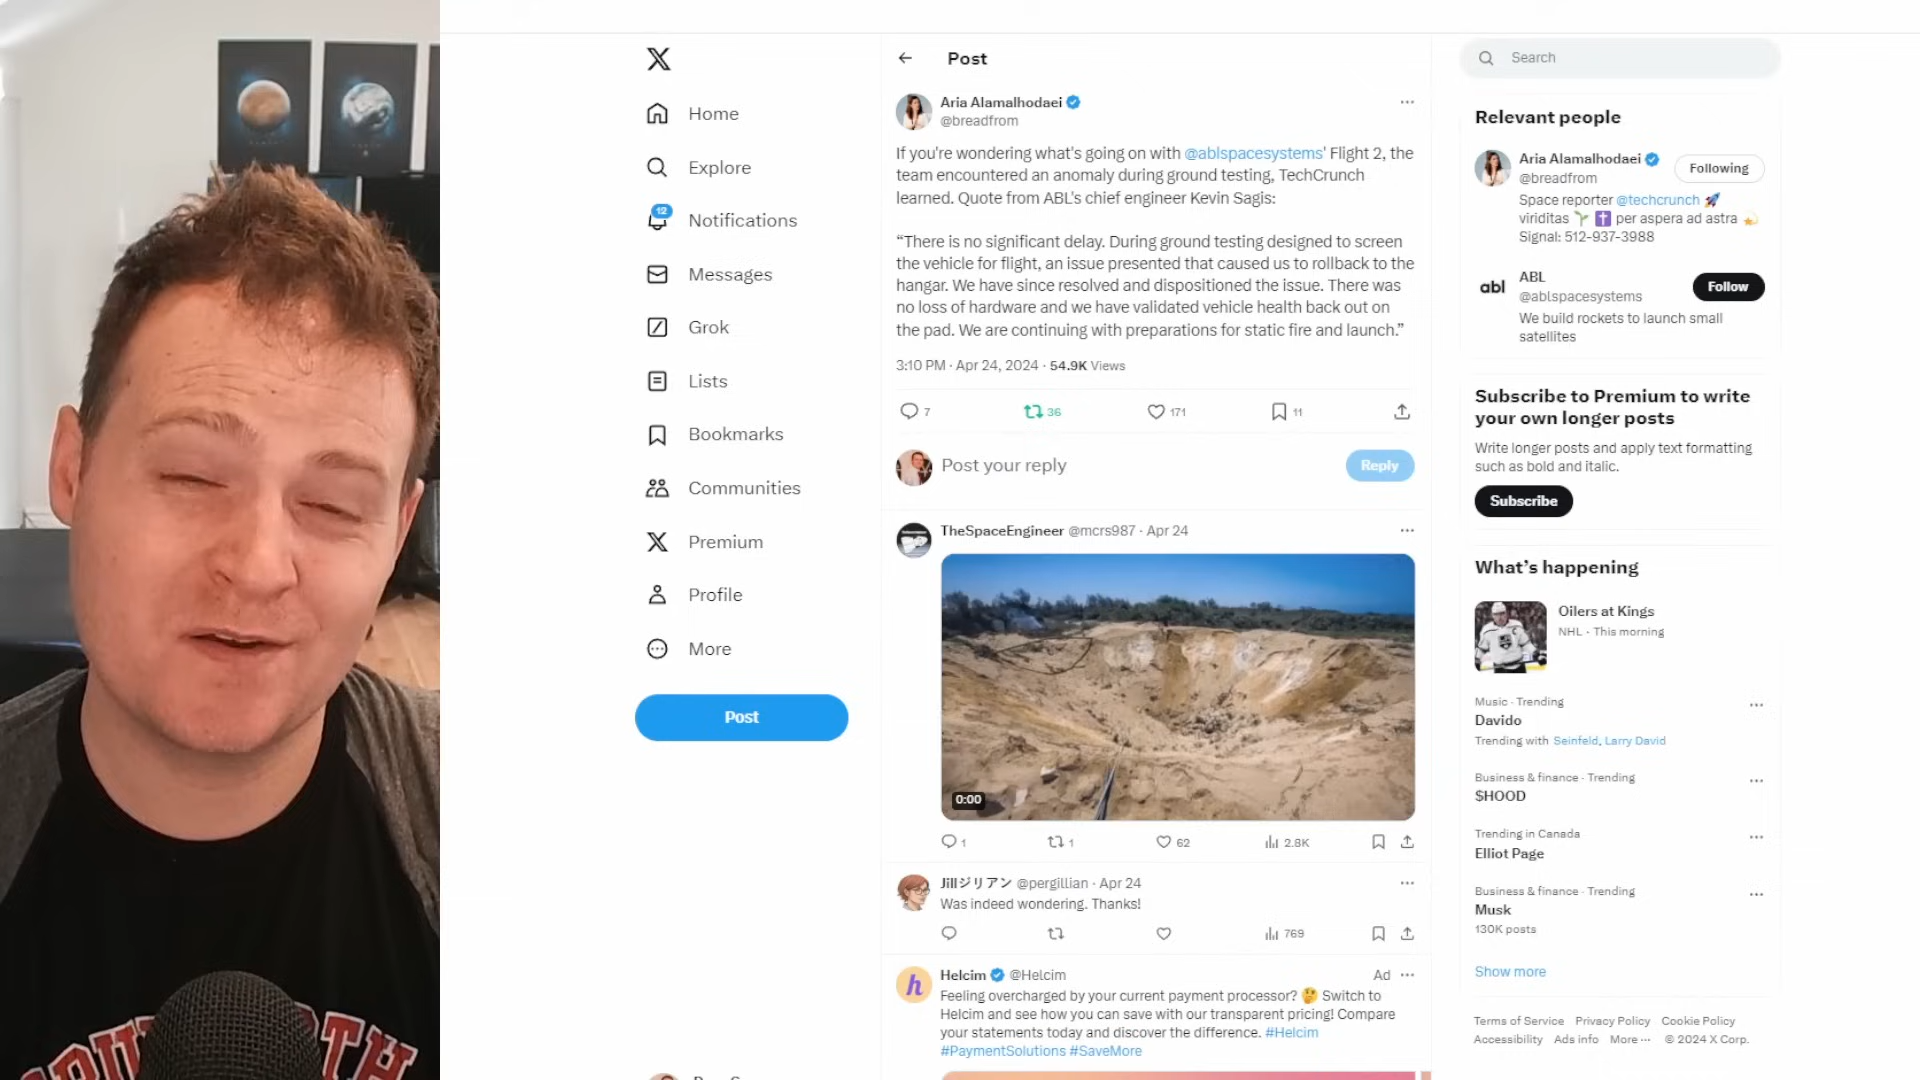 Post
Search
Home
Explore
12
Notifications
Messages
Grok
Lists
Bookmarks
Communities
Premium
Profile
More
Post
Aria Alamalhodaei
@breadfrom
If you're wondering what's going on with @ablspacesystems' Flight 2, the
team encountered an anomaly during ground testing, TechCrunch
learned. Quote from ABL's chief engineer Kevin Sagis:
“There is no significant delay. During ground testing designed to screen
the vehicle for flight, an issue presented that caused us to rollback to the
hangar. We have since resolved and dispositioned the issue. There was
no loss of hardware and we have validated vehicle health back out on
the pad. We are continuing with preparations for static fire and launch.”
3:10 PM · Apr 24, 2024 · 54.9K Views
7 36 171 11
Post your reply
Reply
TheSpaceEngineer @mcrs987 · Apr 24
0:00
1 1 62 2.8K
Jillジリアン @pergillian · Apr 24
Was indeed wondering. Thanks!
769
Helcim @Helcim Ad
h
Feeling overcharged by your current payment processor? 🤔 Switch to
Helcim and see how you can save with our transparent pricing! Compare
your statements today and discover the difference. #Helcim
#PaymentSolutions #SaveMore
Relevant people
Aria Alamalhodaei
Following
@breadfrom
Space reporter @techcrunch 🚀
viriditas 🌱 ✝️ per aspera ad astra 💫
Signal: 512-937-3988
abl
ABL
@ablspacesystems
Follow
We build rockets to launch small
satellites
Subscribe to Premium to write
your own longer posts
Write longer posts and apply text formatting
such as bold and italic.
Subscribe
What's happening
Oilers at Kings
NHL · This morning
Music · Trending
Davido
Trending with Seinfeld, Larry David
Business & finance · Trending
$HOOD
Trending in Canada
Elliot Page
Business & finance · Trending
Musk
130K posts
Show more
Terms of Service Privacy Policy Cookie Policy
Accessibility Ads info More ··· © 2024 X Corp.